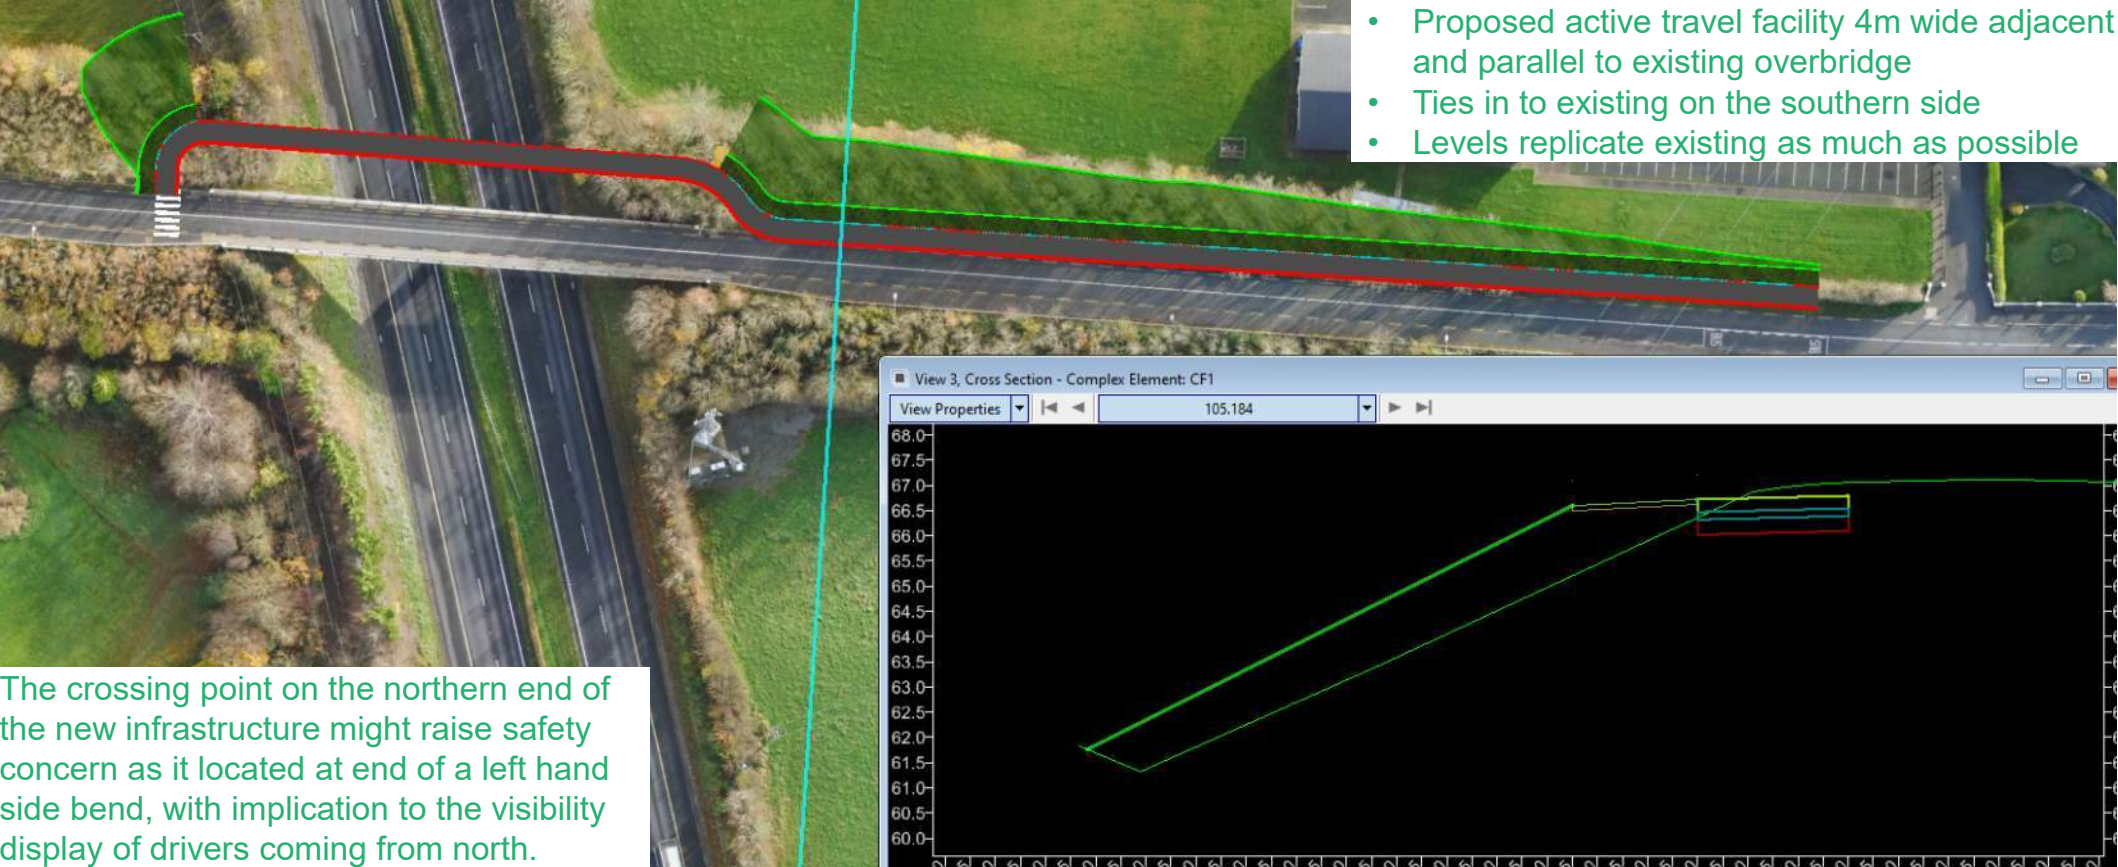 • Proposed active travel facility 4m wide adjacent
and parallel to existing overbridge
• Ties in to existing on the southern side
• Levels replicate existing as much as possible
The crossing point on the northern end of
the new infrastructure might raise safety
concern as it located at end of a left hand
side bend, with implication to the visibility
display of drivers coming from north.
View 3, Cross Section - Complex Element: CF1
View Properties
105.184
68.0
67.5
67.0
66.5
66.0
65.5
65.0
64.5
64.0
63.5
63.0
62.5
62.0
61.5
61.0
60.5
60.0